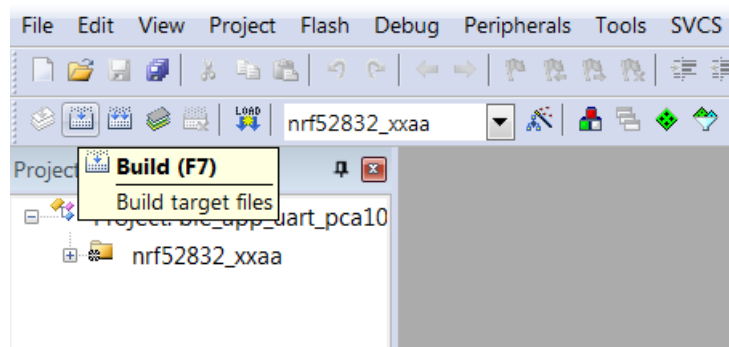 File Edit View Project Flash Debug Peripherals Tools SVCS
LOAD
nrf52832_xxaa
Project
Build (F7)
Build target files
Project: ble_app_uart_pca10
nrf52832_xxaa